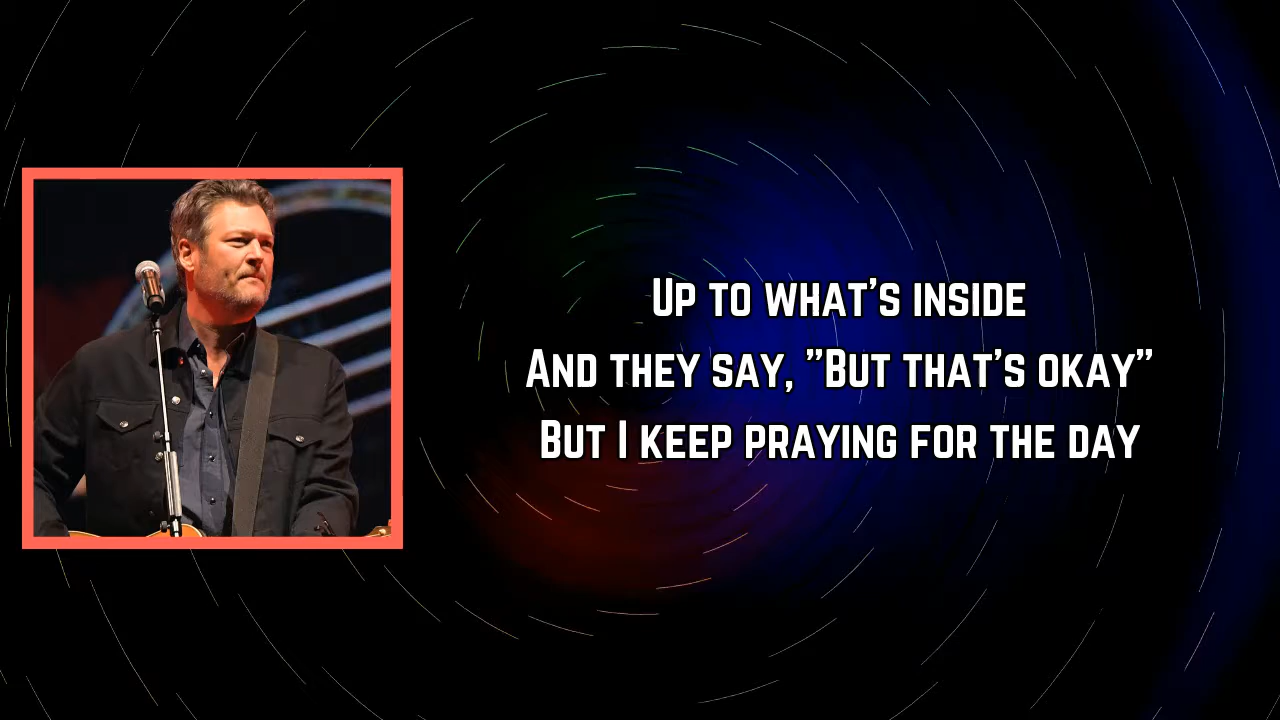 Up to what's inside
And they say, "But that's okay"
But I keep praying for the day